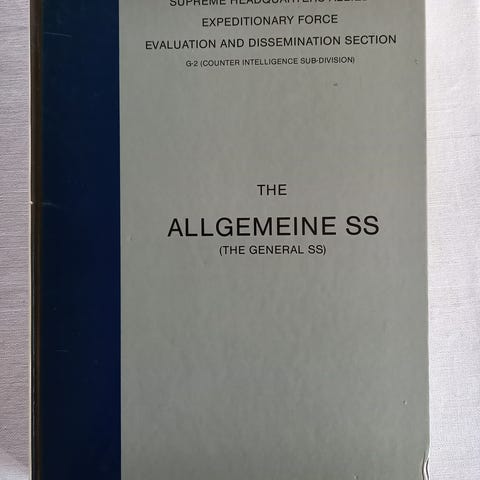 SUPREME HEADQUARTERS ALLIED
EXPEDITIONARY FORCE
EVALUATION AND DISSEMINATION SECTION
G-2 (COUNTER INTELLIGENCE SUB-DIVISION)
THE
ALLGEMEINE SS
(THE GENERAL SS)